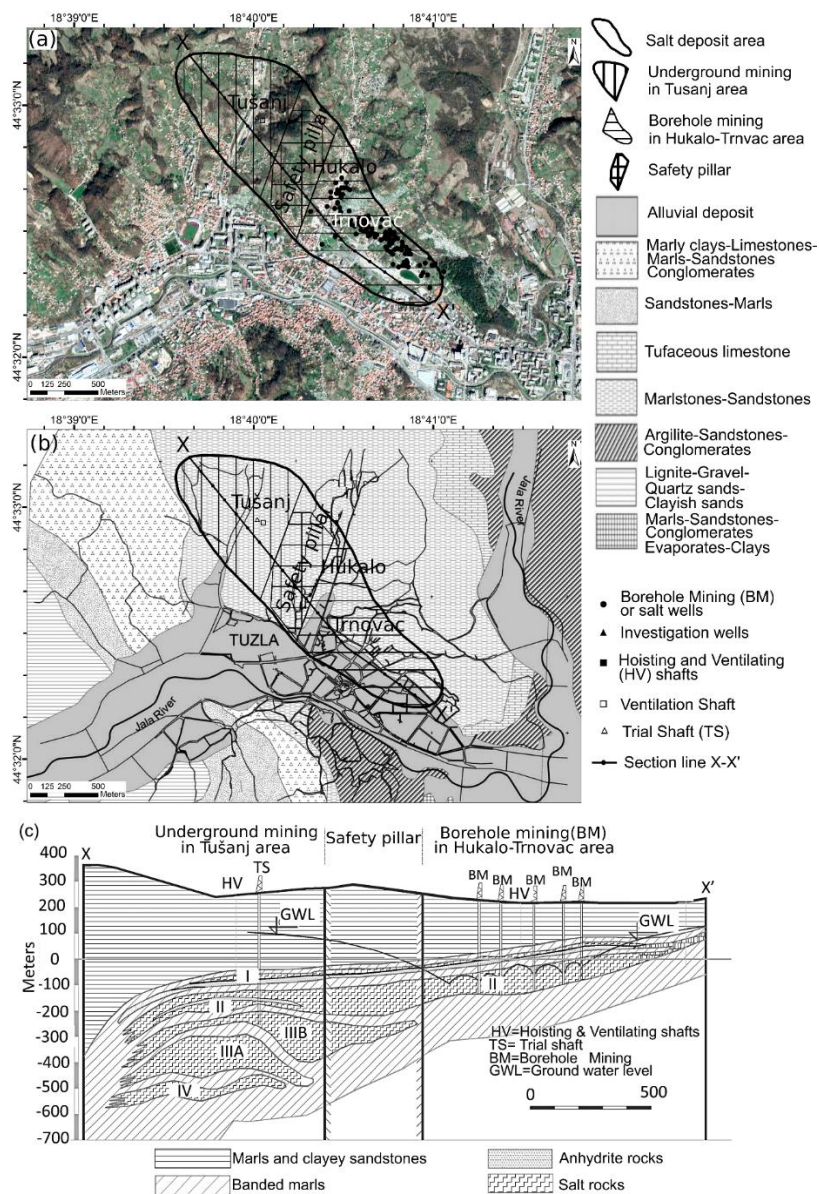 18°39'0"E 18°40'0"E 18°41'0"E
(a)
X
N
44°33'0"N
Tušanj
Safety pillar
Hukalo
Trnovac
X'
44°32'0"N
0 125 250 500
Meters
18°39'0"E 18°40'0"E 18°41'0"E
(b)
X
N
44°33'0"N
Tušanj
Safety pillar
Hukalo
Trnovac
TUZLA
Jala River
Jala River
44°32'0"N
0 125 250 500
Meters
Salt deposit area
Underground mining
in Tusanj area
Borehole mining
in Hukalo-Trnvac area
Safety pillar
Alluvial deposit
Marly clays-Limestones-
Marls-Sandstones
Conglomerates
Sandstones-Marls
Tufaceous limestone
Marlstones-Sandstones
Argilite-Sandstones-
Conglomerates
Lignite-Gravel-
Quartz sands-
Clayish sands
Marls-Sandstones-
Conglomerates
Evaporates-Clays
Borehole Mining (BM)
or salt wells
Investigation wells
Hoisting and Ventilating
(HV) shafts
Ventilation Shaft
Trial Shaft (TS)
Section line X-X'
(c)
Underground mining
in Tušanj area
Safety pillar
Borehole mining(BM)
in Hukalo-Trnovac area
400
300
200
100
0
-100
-200
-300
-400
-500
-600
-700
Meters
X
HV
TS
GWL
BM BM BM BM BM
HV
X'
GWL
I
II
IIIB
IIIA
IV
II
HV=Hoisting & Ventilating shafts
TS= Trial shaft
BM=Borehole Mining
GWL=Ground water level
0 500
Marls and clayey sandstones
Banded marls
Anhydrite rocks
Salt rocks